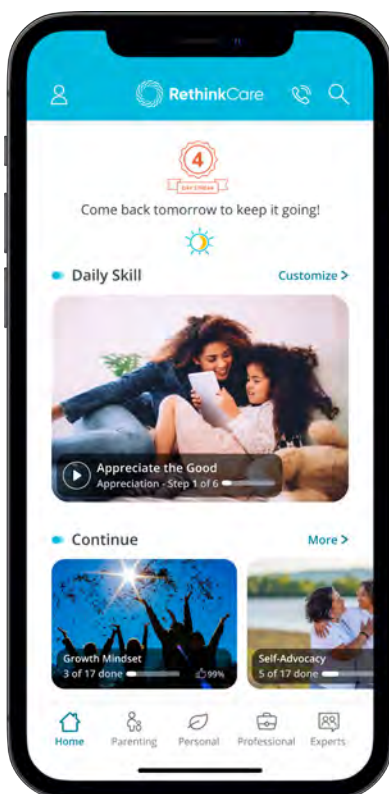 RethinkCare
4
DAY STREAK
Come back tomorrow to keep it going!
Daily Skill
Customize >
Appreciate the Good
Appreciation - Step 1 of 6
Continue
More >
Growth Mindset
3 of 17 done
99%
Self-Advocacy
5 of 17 done
Home
Parenting
Personal
Professional
Experts